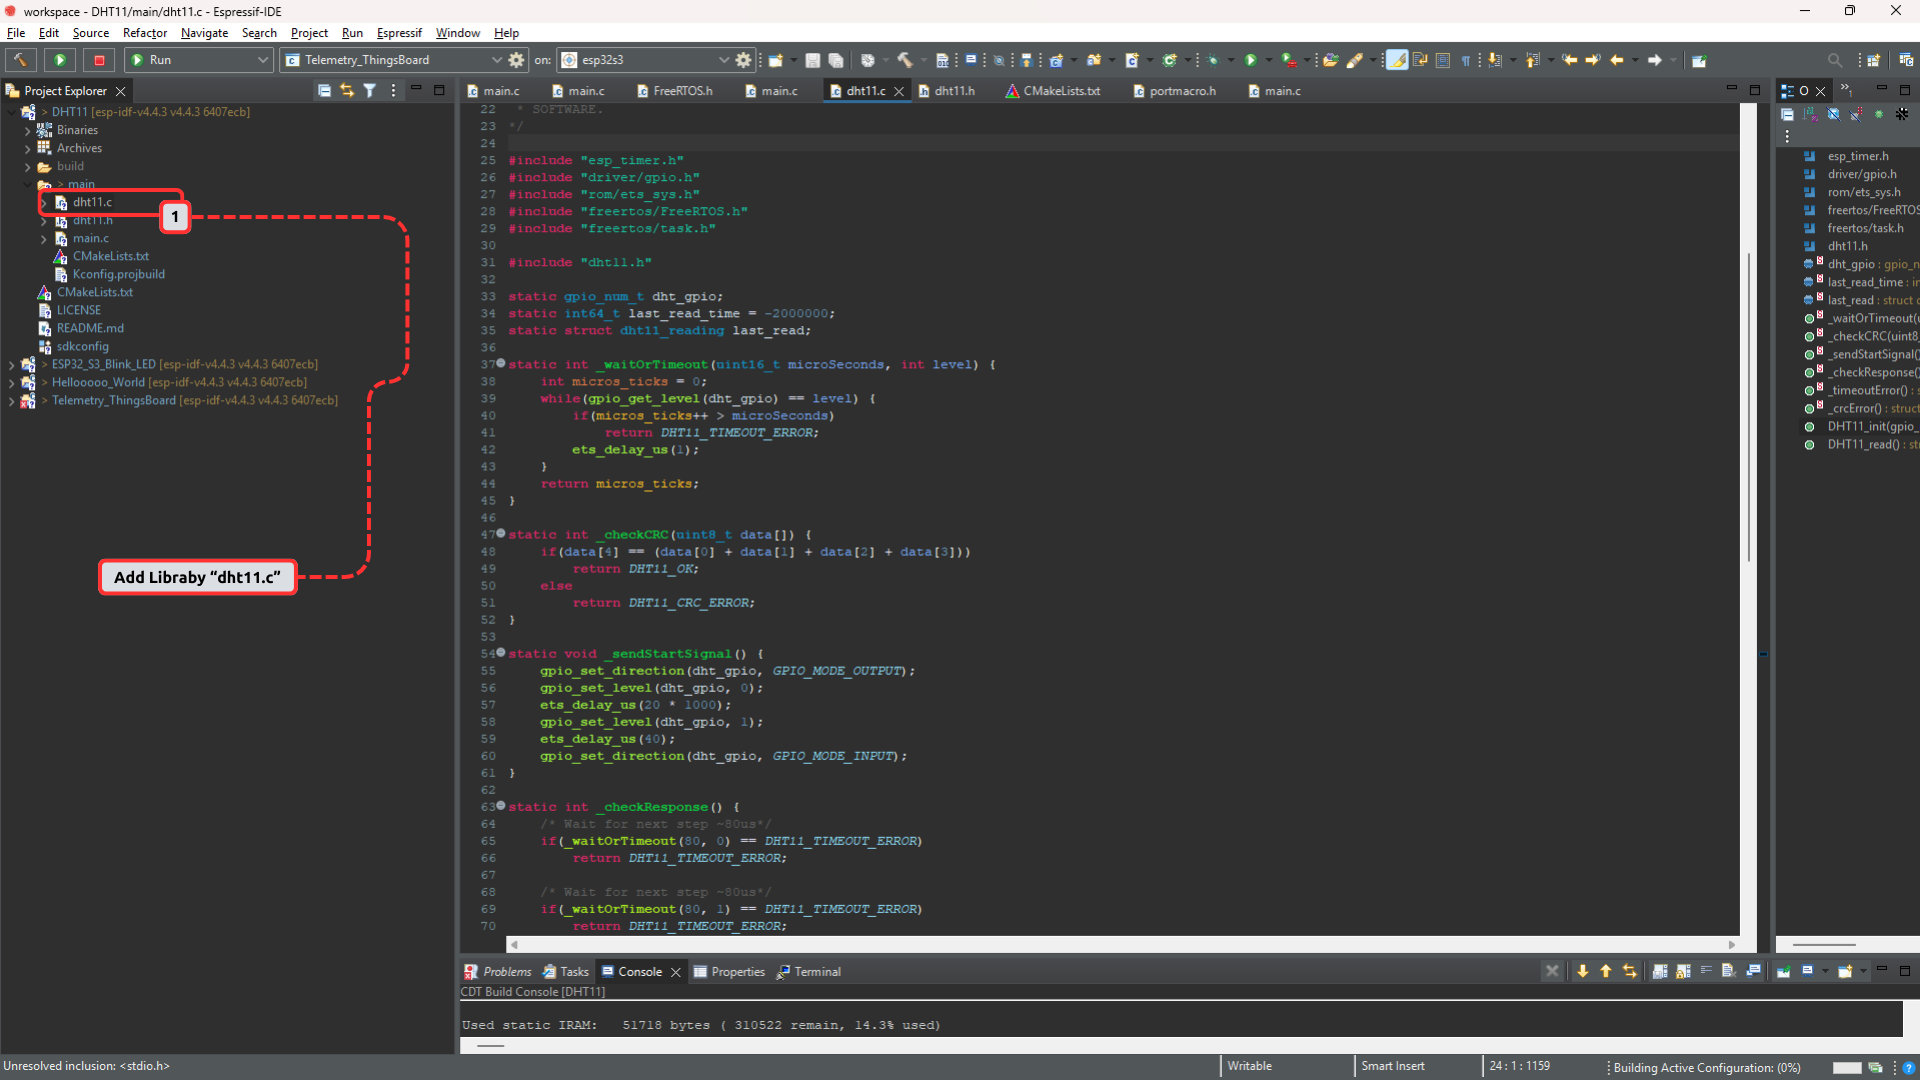 workspace - DHT11/main/dht11.c - Espressif-IDE
File Edit Source Refactor Navigate Search Project Run Espressif Window Help
Run Telemetry_ThingsBoard on: esp32s3
Project Explorer
DHT11 [esp-idf-v4.4.3 v4.4.3 6407ecb]
Binaries
Archives
build
main
dht11.c
dht11.h
main.c
CMakeLists.txt
Kconfig.projbuild
CMakeLists.txt
LICENSE
README.md
sdkconfig
ESP32_S3_Blink_LED [esp-idf-v4.4.3 v4.4.3 6407ecb]
Hellooooo_World [esp-idf-v4.4.3 v4.4.3 6407ecb]
Telemetry_ThingsBoard [esp-idf-v4.4.3 v4.4.3 6407ecb]
1
Add Libraby “dht11.c”
main.c main.c FreeRTOS.h main.c dht11.c dht11.h CMakeLists.txt portmacro.h main.c
22 * SOFTWARE.
23 */
24
25 #include "esp_timer.h"
26 #include "driver/gpio.h"
27 #include "rom/ets_sys.h"
28 #include "freertos/FreeRTOS.h"
29 #include "freertos/task.h"
30
31 #include "dht11.h"
32
33 static gpio_num_t dht_gpio;
34 static int64_t last_read_time = -2000000;
35 static struct dht11_reading last_read;
36
37 static int _waitOrTimeout(uint16_t microSeconds, int level) {
38 int micros_ticks = 0;
39 while(gpio_get_level(dht_gpio) == level) {
40 if(micros_ticks++ > microSeconds)
41 return DHT11_TIMEOUT_ERROR;
42 ets_delay_us(1);
43 }
44 return micros_ticks;
45 }
46
47 static int _checkCRC(uint8_t data[]) {
48 if(data[4] == (data[0] + data[1] + data[2] + data[3]))
49 return DHT11_OK;
50 else
51 return DHT11_CRC_ERROR;
52 }
53
54 static void _sendStartSignal() {
55 gpio_set_direction(dht_gpio, GPIO_MODE_OUTPUT);
56 gpio_set_level(dht_gpio, 0);
57 ets_delay_us(20 * 1000);
58 gpio_set_level(dht_gpio, 1);
59 ets_delay_us(40);
60 gpio_set_direction(dht_gpio, GPIO_MODE_INPUT);
61 }
62
63 static int _checkResponse() {
64 /* Wait for next step ~80us*/
65 if(_waitOrTimeout(80, 0) == DHT11_TIMEOUT_ERROR)
66 return DHT11_TIMEOUT_ERROR;
67
68 /* Wait for next step ~80us*/
69 if(_waitOrTimeout(80, 1) == DHT11_TIMEOUT_ERROR)
70 return DHT11_TIMEOUT_ERROR;
esp_timer.h
driver/gpio.h
rom/ets_sys.h
freertos/FreeRTOS
freertos/task.h
dht11.h
dht_gpio : gpio_n
last_read_time : in
last_read : struct d
_waitOrTimeout(u
_checkCRC(uint8_
_sendStartSignal()
_checkResponse()
_timeoutError() : s
_crcError() : struct
DHT11_init(gpio_
DHT11_read() : str
Problems Tasks Console Properties Terminal
CDT Build Console [DHT11]
Used static IRAM: 51718 bytes ( 310522 remain, 14.3% used)
Unresolved inclusion: <stdio.h> Writable Smart Insert 24 : 1 : 1159 Building Active Configuration: (0%)